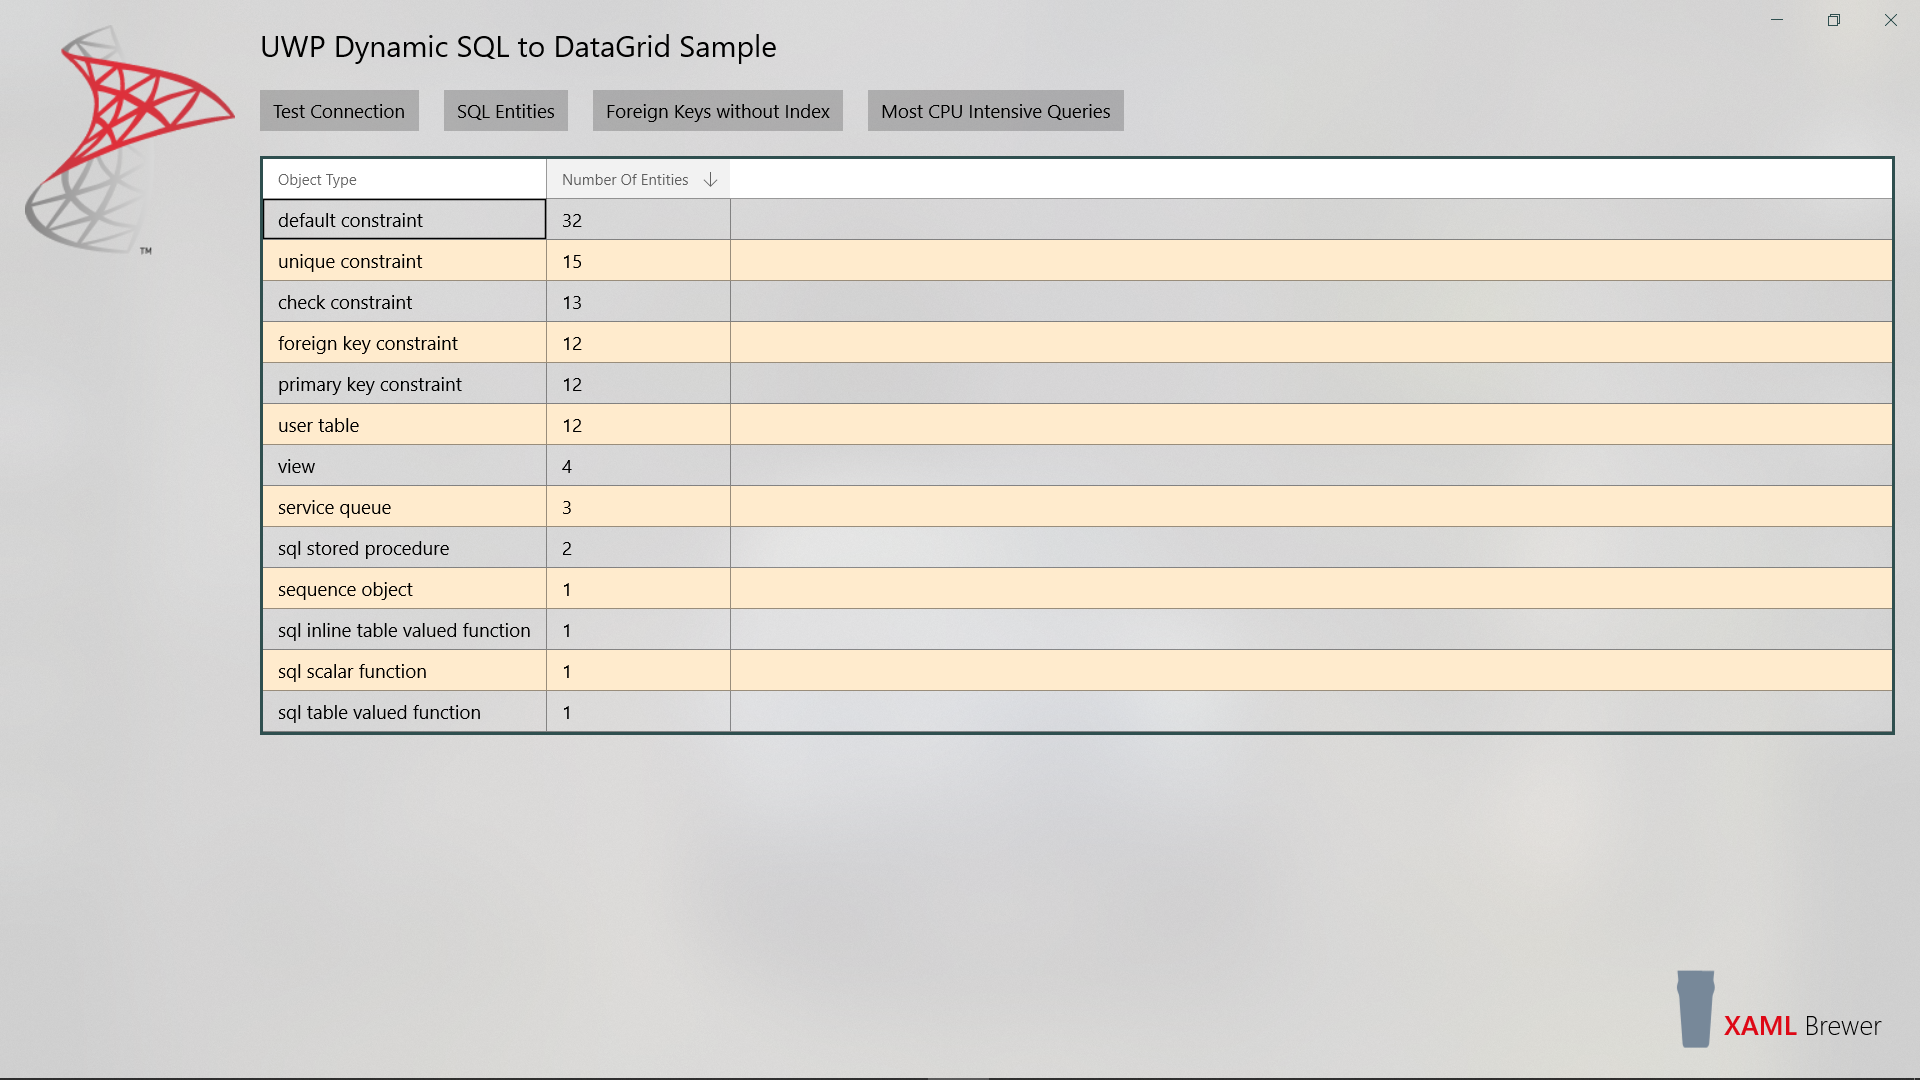 UWP Dynamic SQL to DataGrid Sample
Test Connection SQL Entities Foreign Keys without Index Most CPU Intensive Queries
Object Type Number Of Entities
default constraint 32
unique constraint 15
check constraint 13
foreign key constraint 12
primary key constraint 12
user table 12
view 4
service queue 3
sql stored procedure 2
sequence object 1
sql inline table valued function 1
sql scalar function 1
sql table valued function 1
TM
XAML Brewer